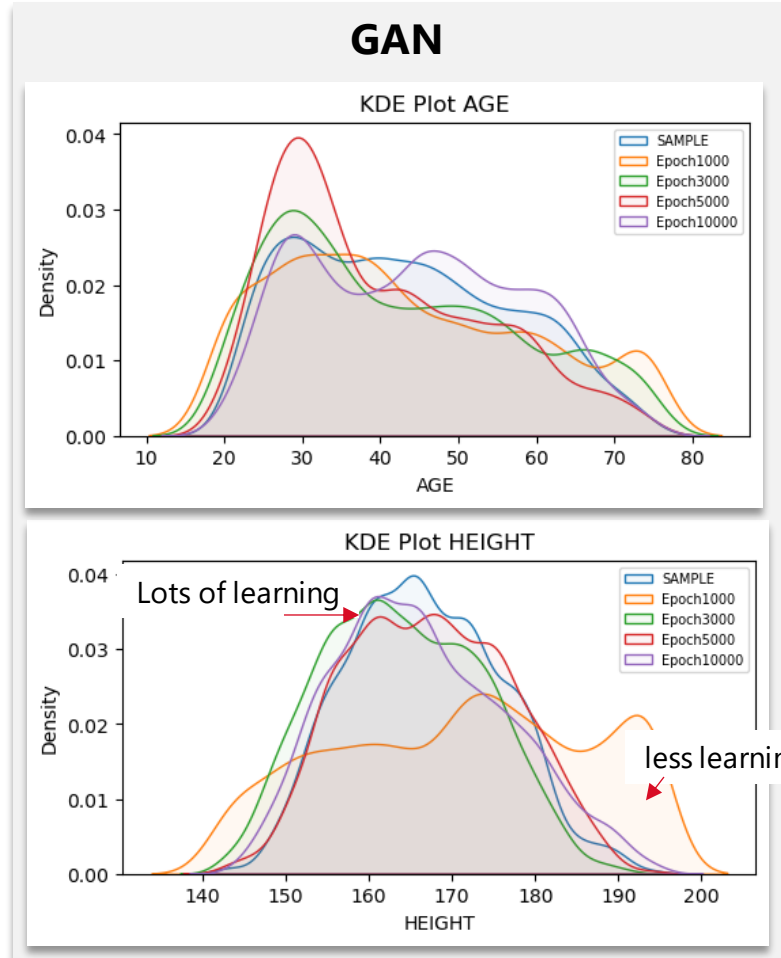 GAN
KDE Plot AGE
0.04
0.03
0.02
0.01
0.00
Density
SAMPLE
Epoch1000
Epoch3000
Epoch5000
Epoch10000
10 20 30 40 50 60 70 80
AGE
KDE Plot HEIGHT
0.04
0.03
0.02
0.01
0.00
Density
Lots of learning
SAMPLE
Epoch1000
Epoch3000
Epoch5000
Epoch10000
less learnin
140 150 160 170 180 190 200
HEIGHT